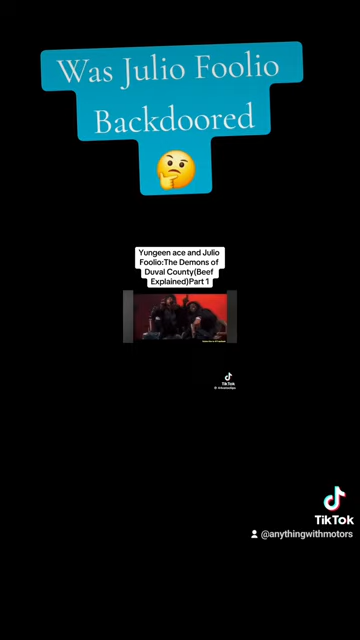 Was Julio Foolio
Backdoored
🤔
Yungeen ace and Julio
Foolio:The Demons of
Duval County(Beef
Explained)Part 1
TikTok
TikTok
@anythingwithmotors